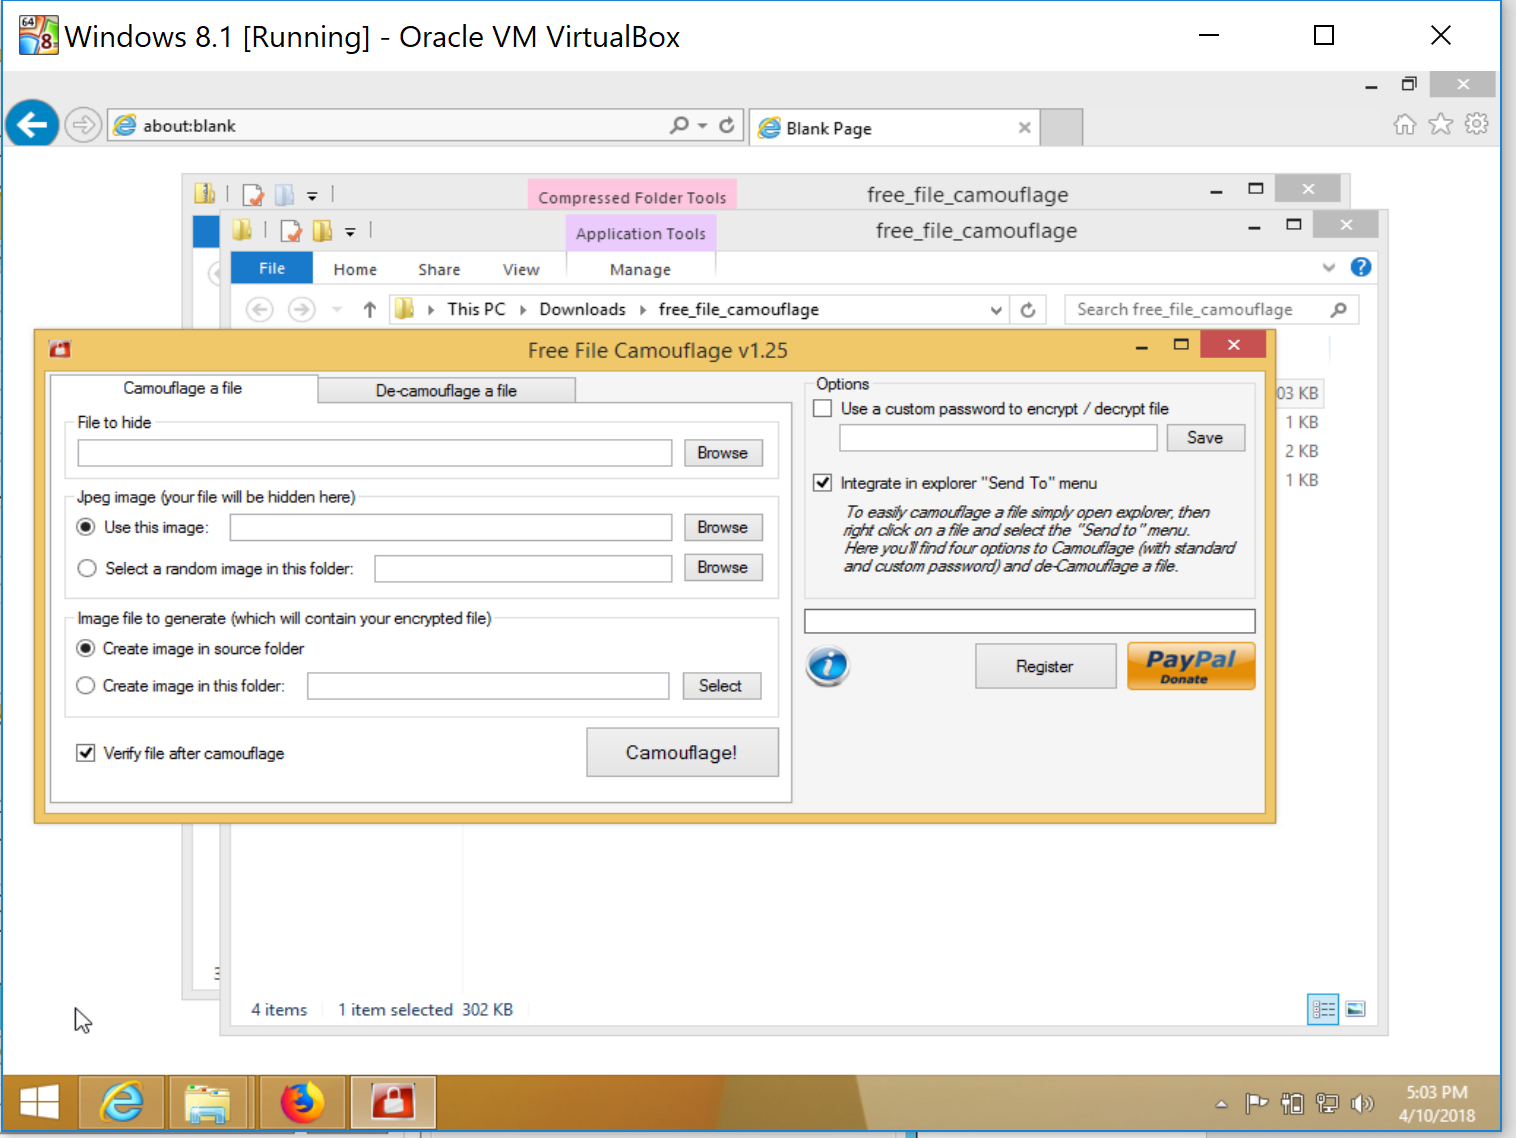 64
8
Windows 8.1 [Running] - Oracle VM VirtualBox
about:blank
Blank Page
Compressed Folder Tools
free_file_camouflage
Application Tools
free_file_camouflage
File
Home
Share
View
Manage
This PC
Downloads
free_file_camouflage
Search free_file_camouflage
Free File Camouflage v1.25
Camouflage a file
De-camouflage a file
File to hide
Browse
Jpeg image (your file will be hidden here)
Use this image:
Browse
Select a random image in this folder:
Browse
Image file to generate (which will contain your encrypted file)
Create image in source folder
Create image in this folder:
Select
Verify file after camouflage
Camouflage!
Options
Use a custom password to encrypt / decrypt file
Save
Integrate in explorer "Send To" menu
To easily camouflage a file simply open explorer, then
right click on a file and select the "Send to" menu.
Here you'll find four options to Camouflage (with standard
and custom password) and de-Camouflage a file.
Register
PayPal
Donate
03 KB
1 KB
2 KB
1 KB
4 items
1 item selected 302 KB
5:03 PM
4/10/2018